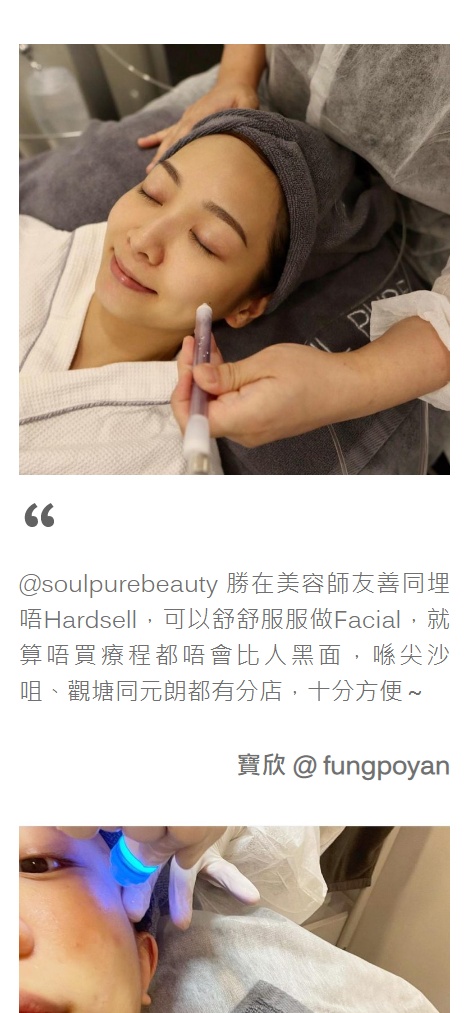 PURE
“
@soulpurebeauty 勝在美容師友善同埋
唔Hardsell，可以舒舒服服做Facial，就
算唔買療程都唔會比人黑面，喺尖沙
咀、觀塘同元朗都有分店，十分方便~
寶欣 @ fungpoyan